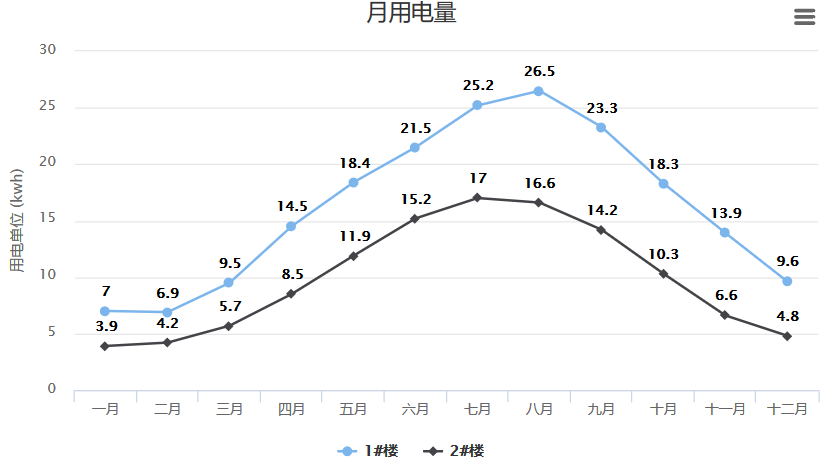 月用电量
用电单位 (kwh)
30
25
20
15
10
5
0
7 6.9 9.5 14.5 18.4 21.5 25.2 26.5 23.3 18.3 13.9 9.6
3.9 4.2 5.7 8.5 11.9 15.2 17 16.6 14.2 10.3 6.6 4.8
一月 二月 三月 四月 五月 六月 七月 八月 九月 十月 十一月 十二月
1#楼 2#楼